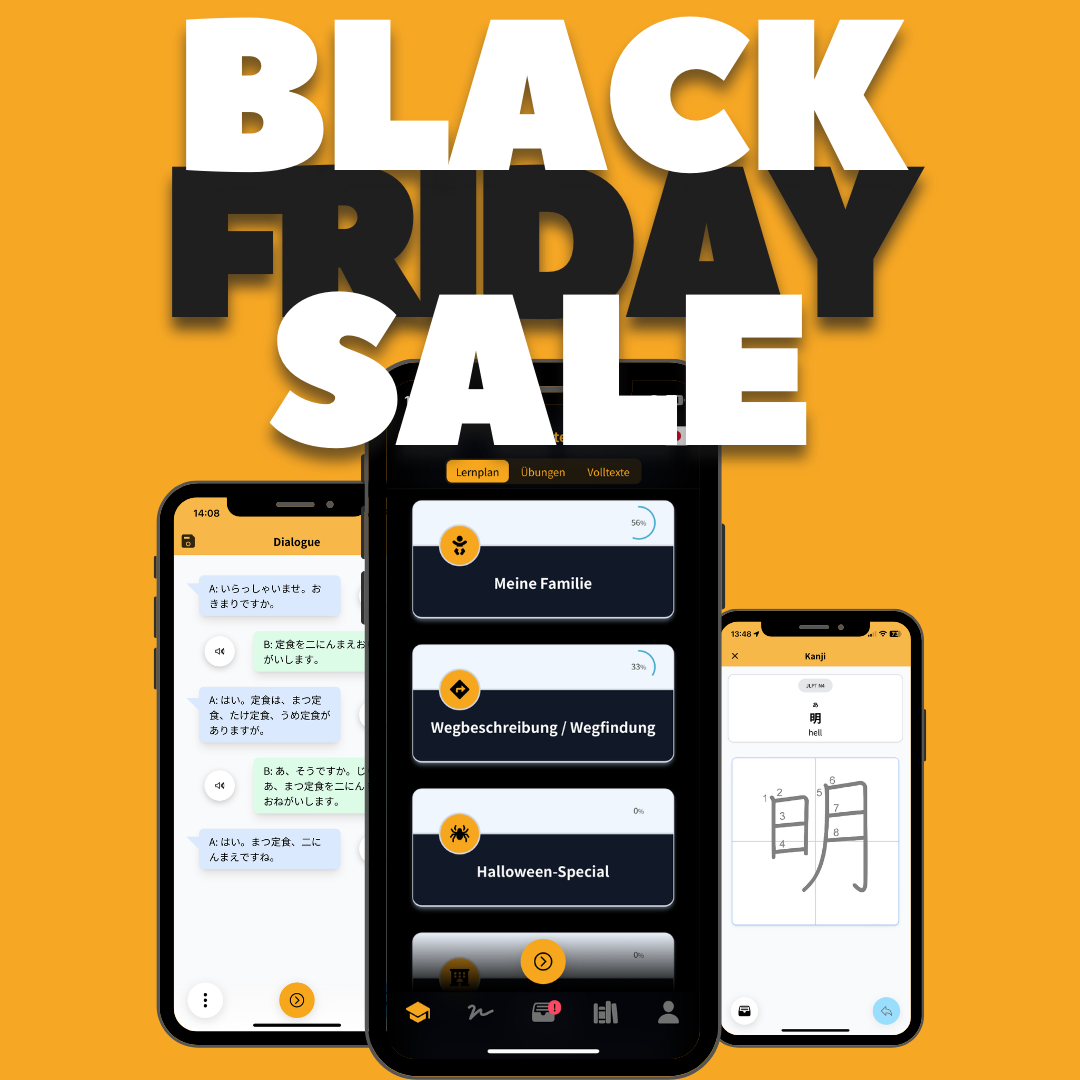 BLACK
FRIDAY
SALE
Lernplan Übungen Volltexte
56%
Meine Familie
33%
Wegbeschreibung / Wegfindung
0%
Halloween-Special
0%
14:08
Dialogue
A: いらっしゃいませ。お
きまりですか。
B: 定食を二にんまえお
がいします。
A: はい。定食は、まつ定
食、たけ定食、うめ定食が
ありますが。
B: あ、そうですか。じ
あ、まつ定食を二にん
おねがいします。
A: はい。まつ定食、二に
んまえですね。
13:48
73
Kanji
JLPT N4
あ
明
hell
1 2 3 4 5 6 7 8
明